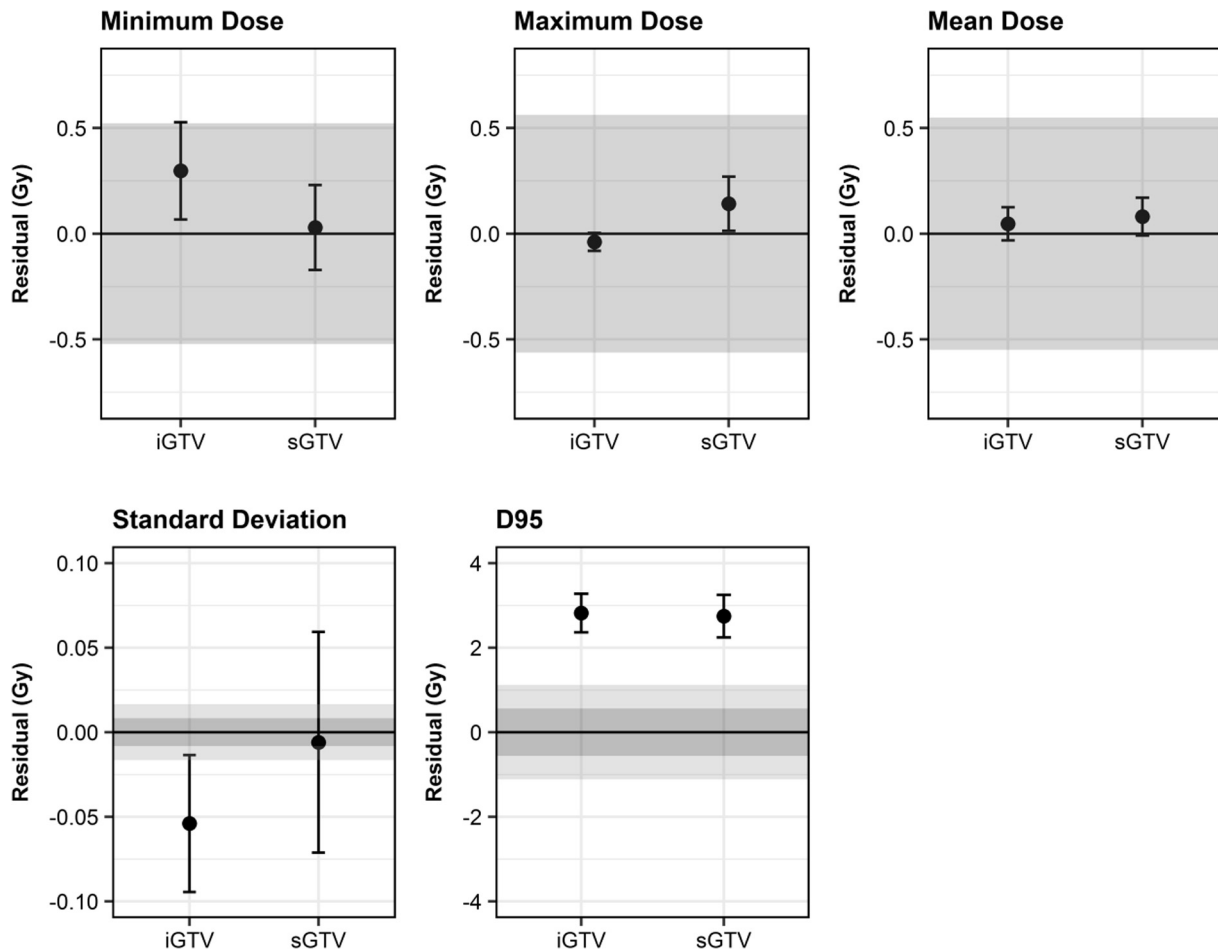 Minimum Dose
Residual (Gy)
0.5
0.0
-0.5
iGTV sGTV
Maximum Dose
Residual (Gy)
0.5
0.0
-0.5
iGTV sGTV
Mean Dose
Residual (Gy)
0.5
0.0
-0.5
iGTV sGTV
Standard Deviation
Residual (Gy)
0.10
0.05
0.00
-0.05
-0.10
iGTV sGTV
D95
Residual (Gy)
4
2
0
-2
-4
iGTV sGTV